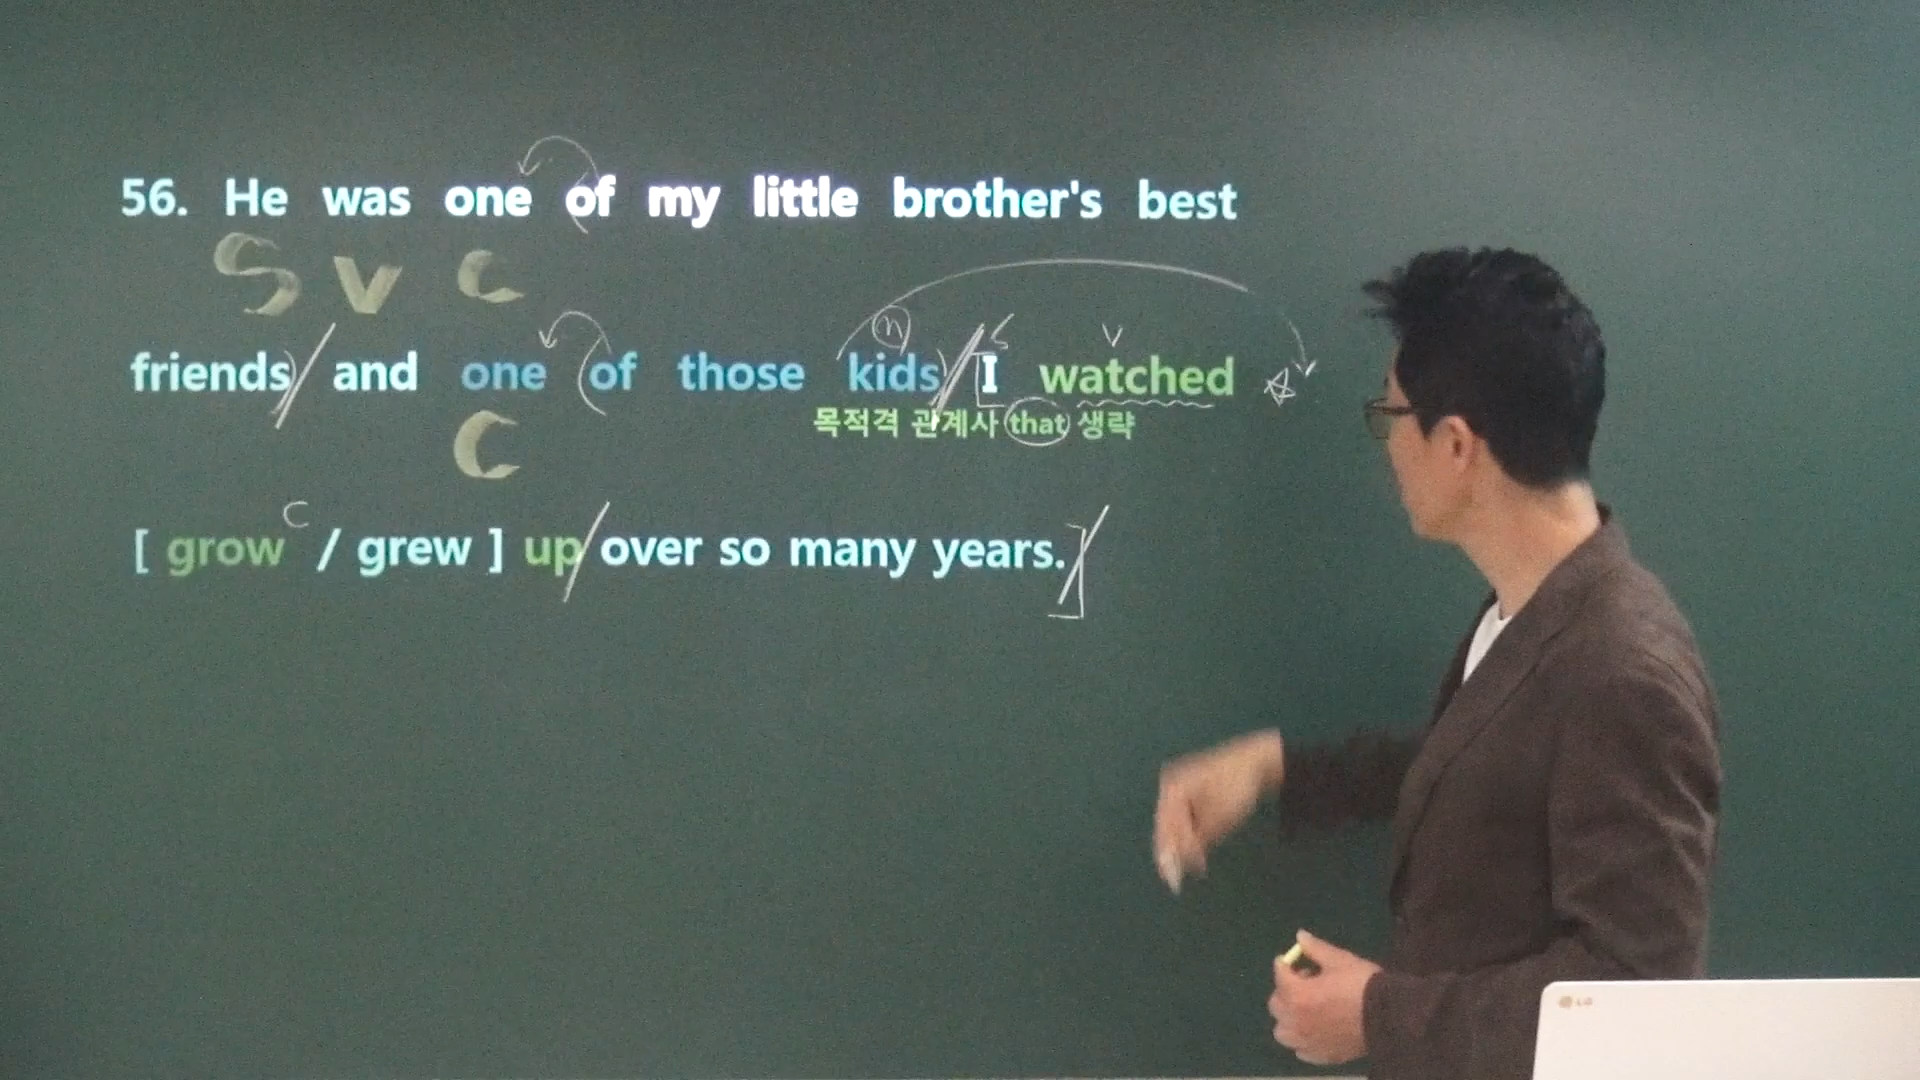 56. He was one of my little brother's best
S V C
friends / and one of those kids / I watched
n S V
목적격 관계사 that 생략
C
C
[ grow / grew ] up / over so many years. ] /
LG